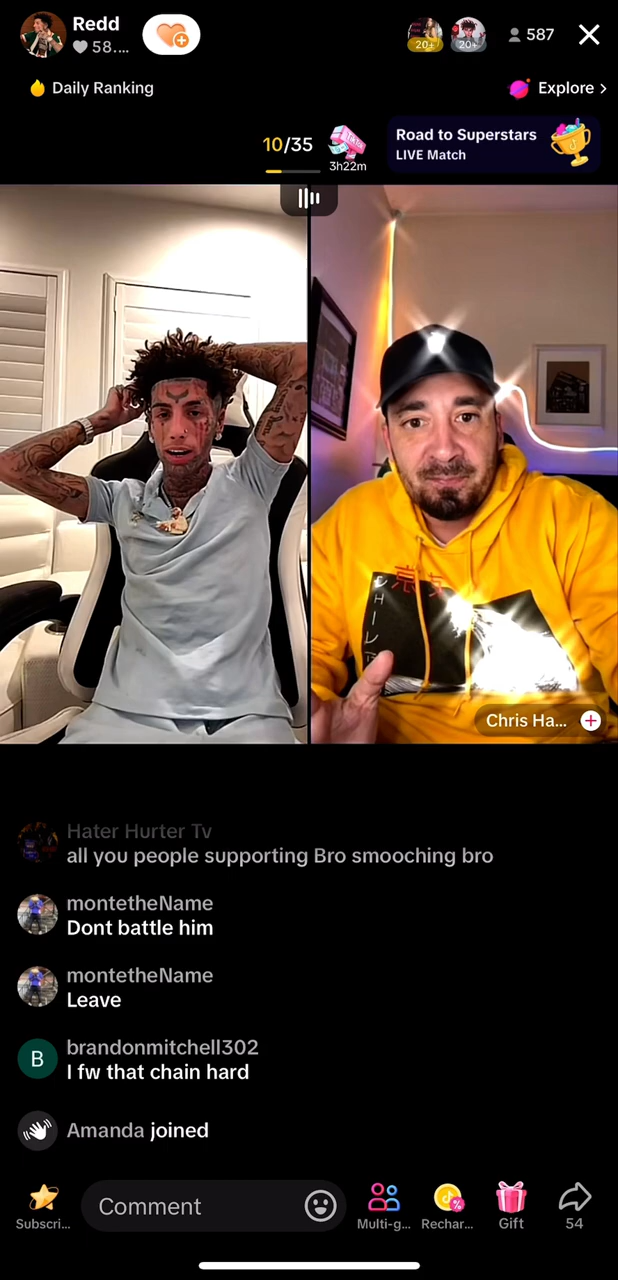 Redd
58....
20+
20+
587
Daily Ranking
Explore >
10/35
3h22m
Road to Superstars
LIVE Match
Chris Ha...
Hater Hurter Tv
all you people supporting Bro smooching bro
montetheName
Dont battle him
montetheName
Leave
B
brandonmitchell302
I fw that chain hard
Amanda joined
Comment
Subscri...
Multi-g...
Rechar...
Gift
54